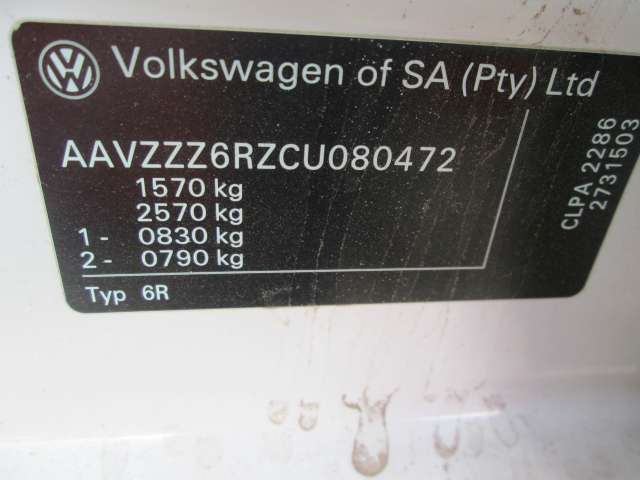 Volkswagen of SA (Pty) Ltd
AAVZZZ6RZCU080472
1570 kg
2570 kg
1 - 0830 kg
2 - 0790 kg
Typ 6R
CLPA 2286
2731503